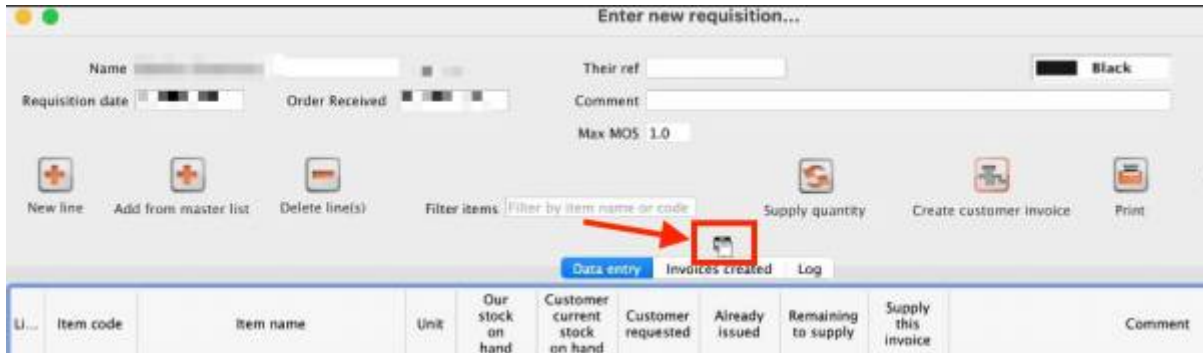 Enter new requisition...
Name
Their ref
Black
Requisition date
Order Received
Comment
Max MOS 1.0
New line
Add from master list
Delete line(s)
Filter items Filter by item name or code
Supply quantity
Create customer invoice
Print
Data entry Invoices created Log
Li... Item code Item name Unit Our stock on hand Customer current stock on hand Customer requested Already issued Remaining to supply Supply this invoice Comment